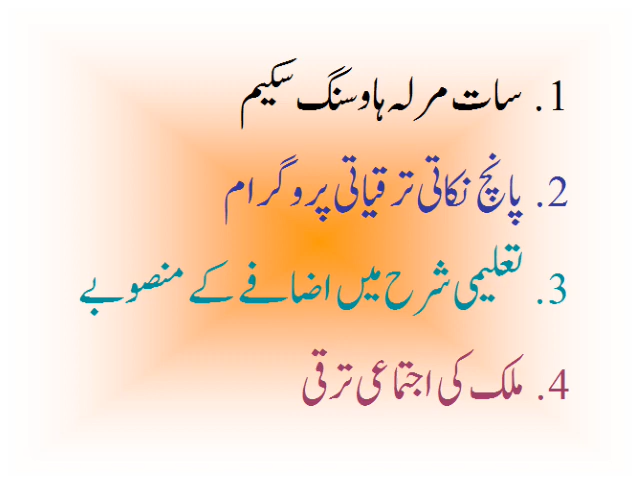 1. سات مرلہ ہاوسنگ سکیم
2. پانچ نکاتی ترقیاتی پروگرام
3. تعلیمی شرح میں اضافے کے منصوبے
4. ملک کی اجتماعی ترقی